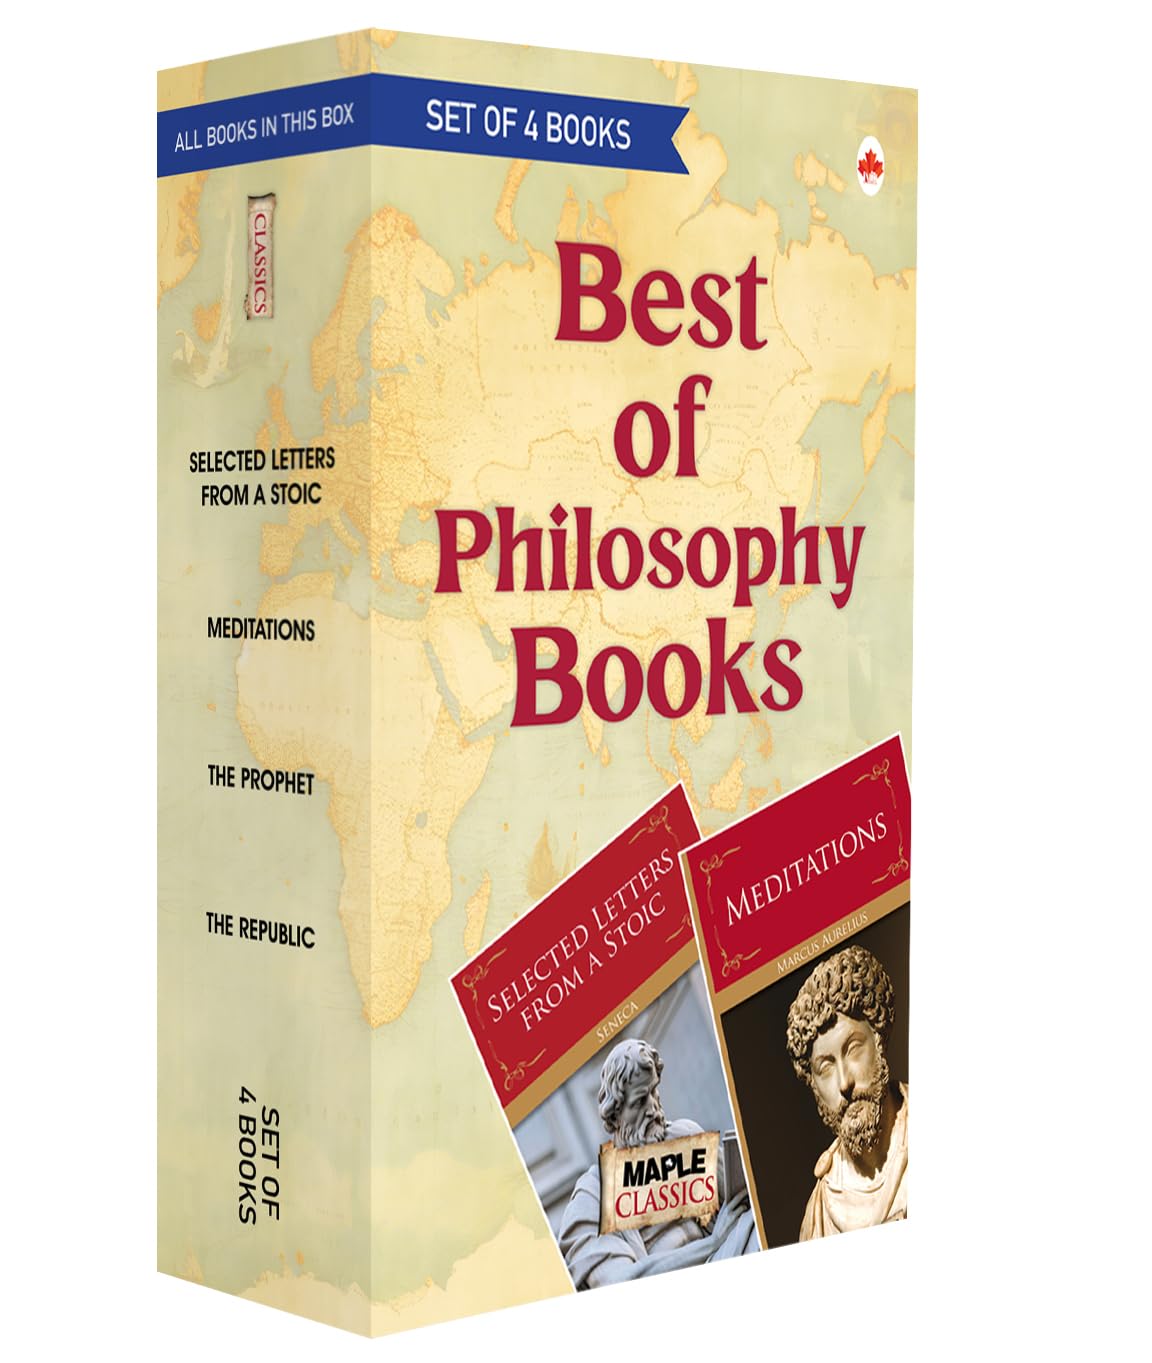 ALL BOOKS IN THIS BOX
CLASSICS
SELECTED LETTERS
FROM A STOIC
MEDITATIONS
THE PROPHET
THE REPUBLIC
SET OF
4 BOOKS
SET OF 4 BOOKS
Best
of
Philosophy
Books
SELECTED LETTERS
FROM A STOIC
SENECA
MAPLE
CLASSICS
MEDITATIONS
MARCUS AURELIUS